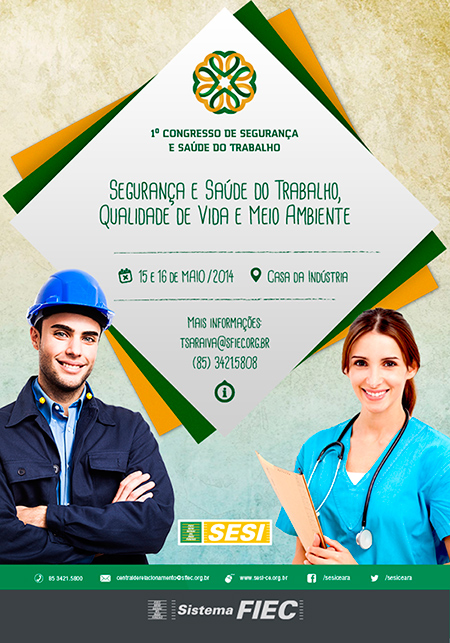 1º CONGRESSO DE SEGURANÇA
E SAÚDE DO TRABALHO
SEGURANÇA E SAÚDE DO TRABALHO,
QUALIDADE DE VIDA E MEIO AMBIENTE
15 E 16 DE MAIO/2014 CASA DA INDÚSTRIA
MAIS INFORMAÇÕES:
TSARAIVA@SFIEC.ORG.BR
(85) 3421.5808
i
SESI
85 3421.5800 centralderelacionamento@sfiec.org.br www.sesi-ce.org.br /sesiceara /sesiceara
Sistema FIEC